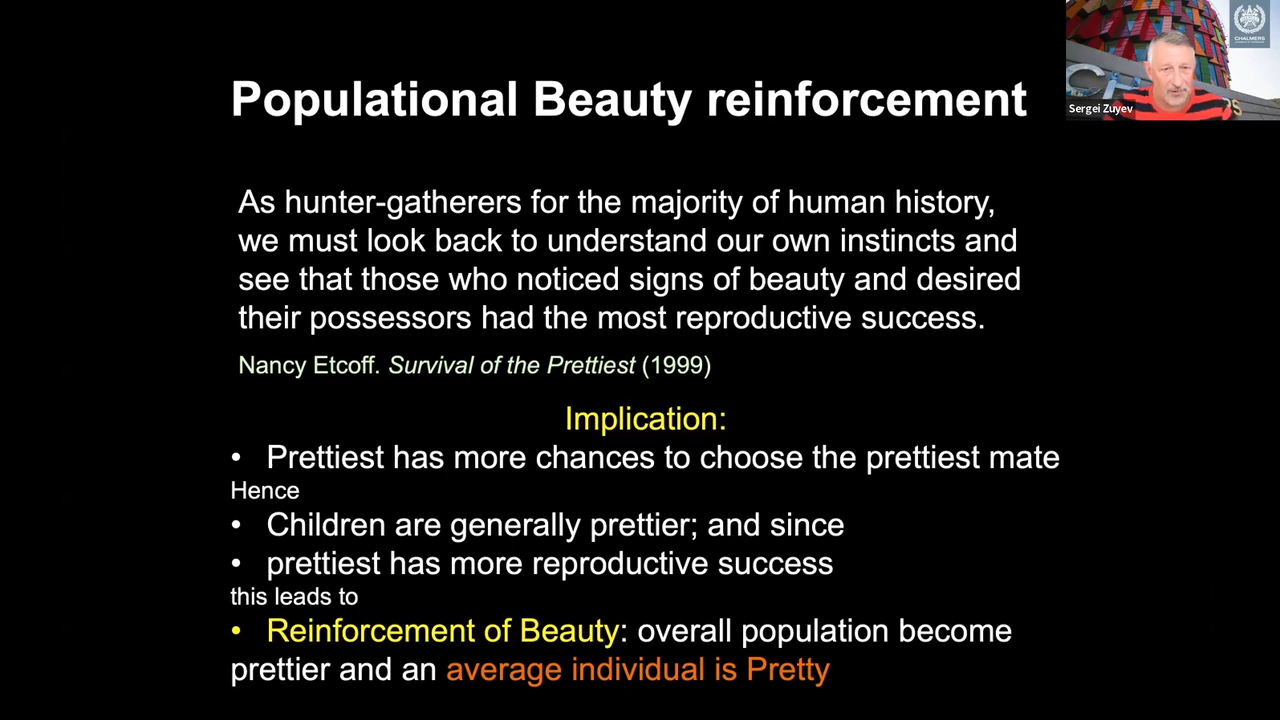 Populational Beauty reinforcement
CHALMERS
Sergei Zuyev
As hunter-gatherers for the majority of human history,
we must look back to understand our own instincts and
see that those who noticed signs of beauty and desired
their possessors had the most reproductive success.
Nancy Etcoff. Survival of the Prettiest (1999)
Implication:
• Prettiest has more chances to choose the prettiest mate
Hence
• Children are generally prettier; and since
• prettiest has more reproductive success
this leads to
• Reinforcement of Beauty: overall population become
prettier and an average individual is Pretty